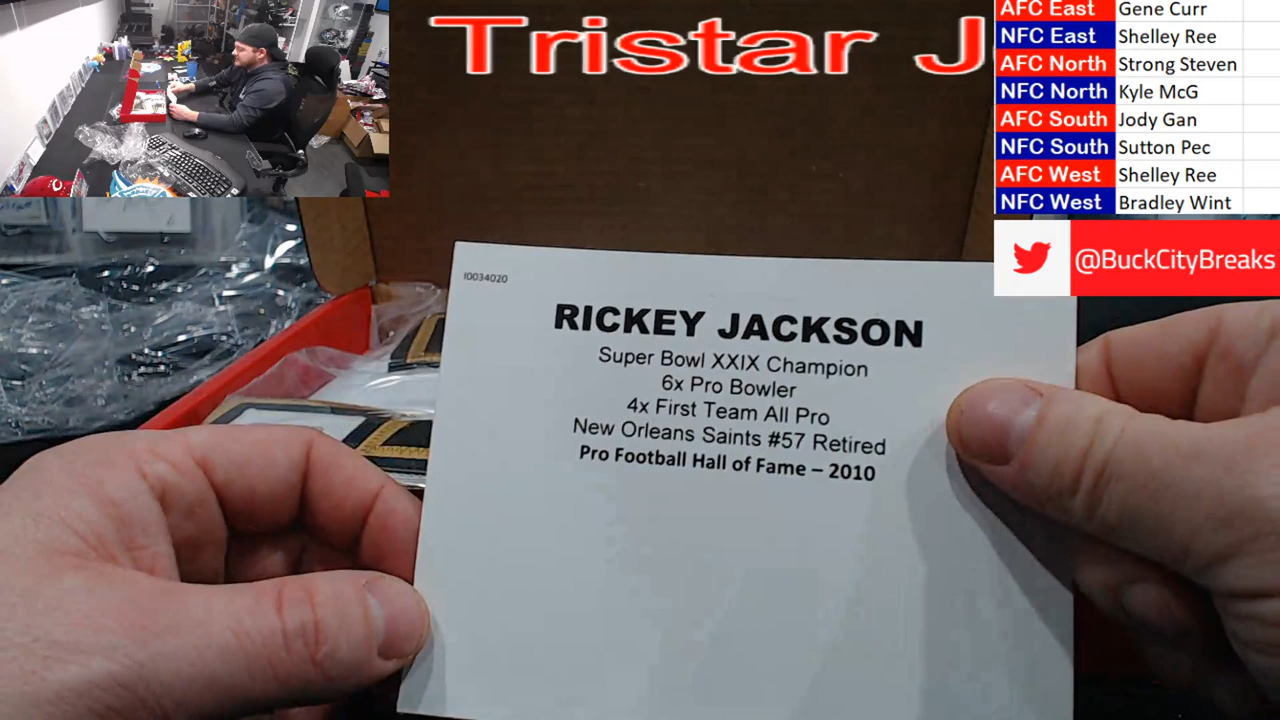 Tristar J
AFC East Gene Curr
NFC East Shelley Ree
AFC North Strong Steven
NFC North Kyle McG
AFC South Jody Gan
NFC South Sutton Pec
AFC West Shelley Ree
NFC West Bradley Wint
@BuckCityBreaks
I0034020
RICKEY JACKSON
Super Bowl XXIX Champion
6x Pro Bowler
4x First Team All Pro
New Orleans Saints #57 Retired
Pro Football Hall of Fame – 2010